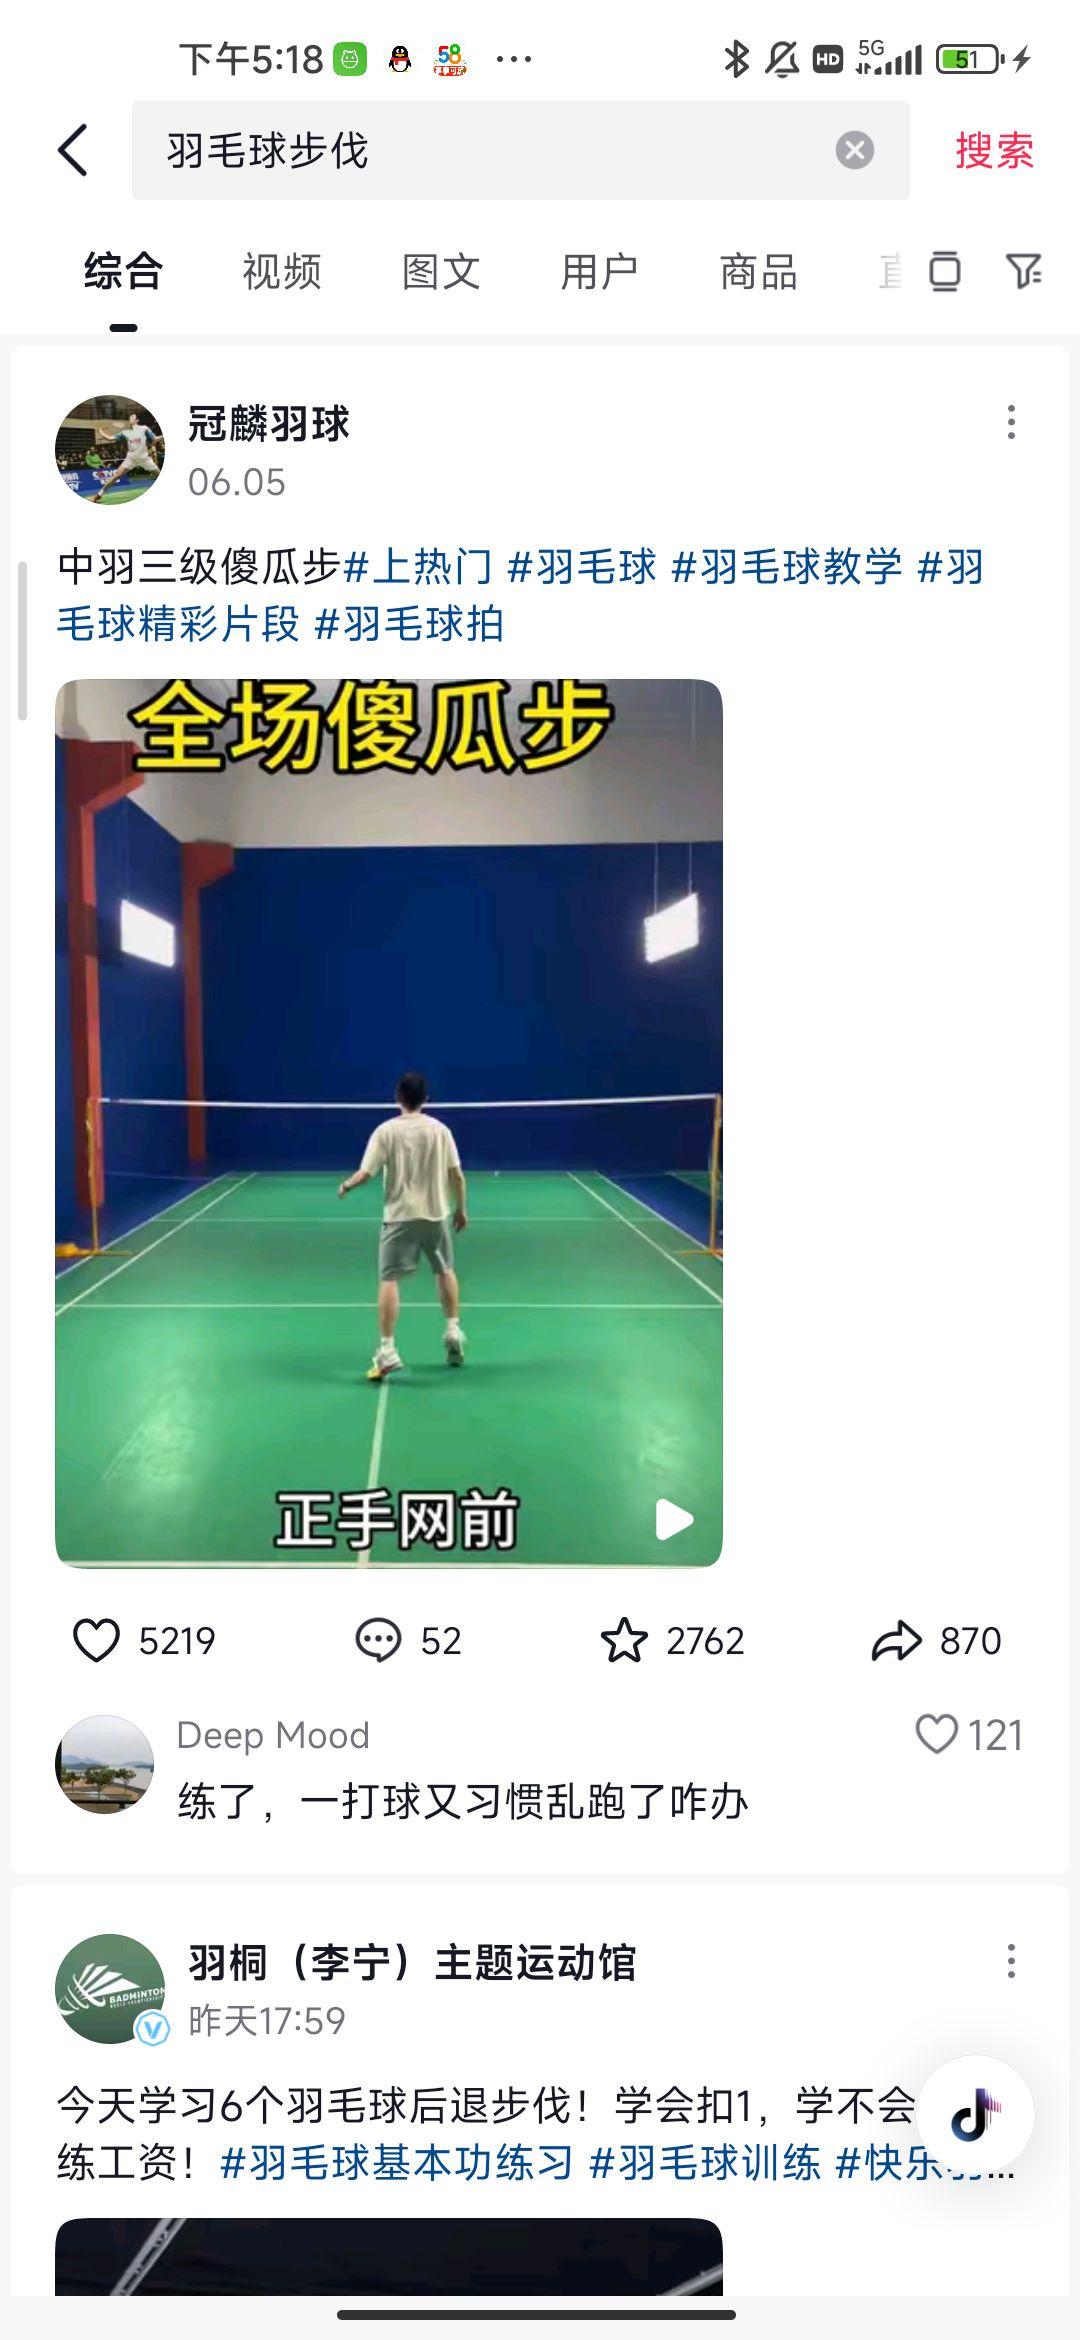 下午5:18
58
HD
5G
51
羽毛球步伐
搜索
综合
视频
图文
用户
商品
冠麟羽球
06.05
中羽三级傻瓜步#上热门 #羽毛球 #羽毛球教学 #羽
毛球精彩片段 #羽毛球拍
全场傻瓜步
正手网前
5219
52
2762
870
Deep Mood
121
练了，一打球又习惯乱跑了咋办
羽桐（李宁）主题运动馆
BADMINTON
昨天17:59
今天学习6个羽毛球后退步伐！学会扣1，学不会
练工资！#羽毛球基本功练习 #羽毛球训练 #快乐羽...